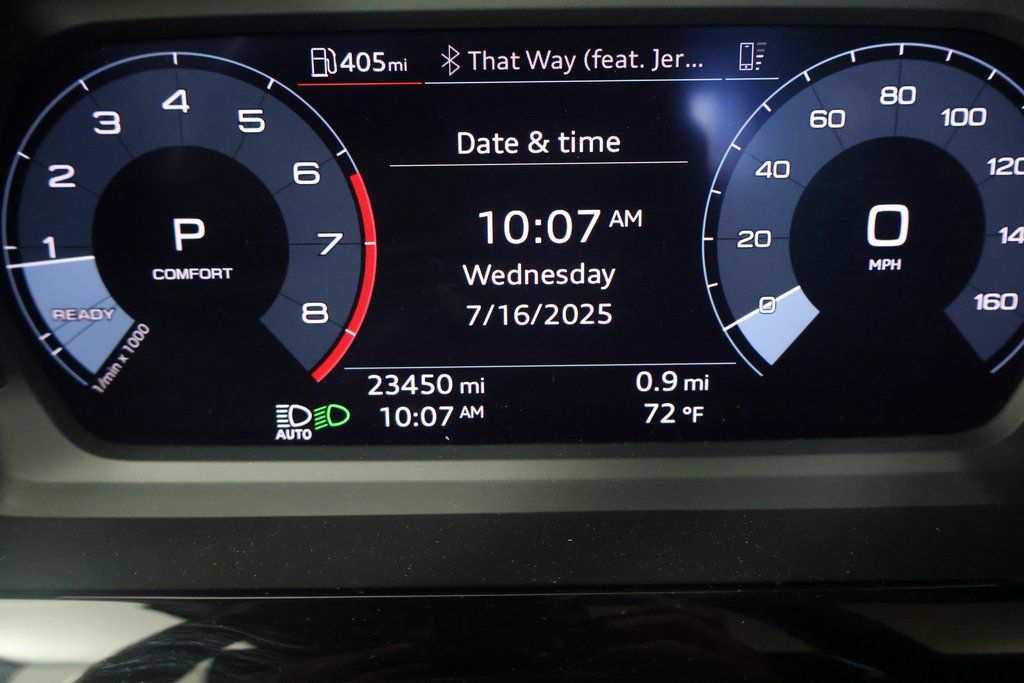 405 mi
That Way (feat. Jer...
Date & time
10:07 AM
Wednesday
7/16/2025
23450 mi
0.9 mi
10:07 AM
72 °F
AUTO
1
2
3
4
5
6
7
8
P
COMFORT
READY
1/min x 1000
0
20
40
60
80
100
120
14
160
0
MPH